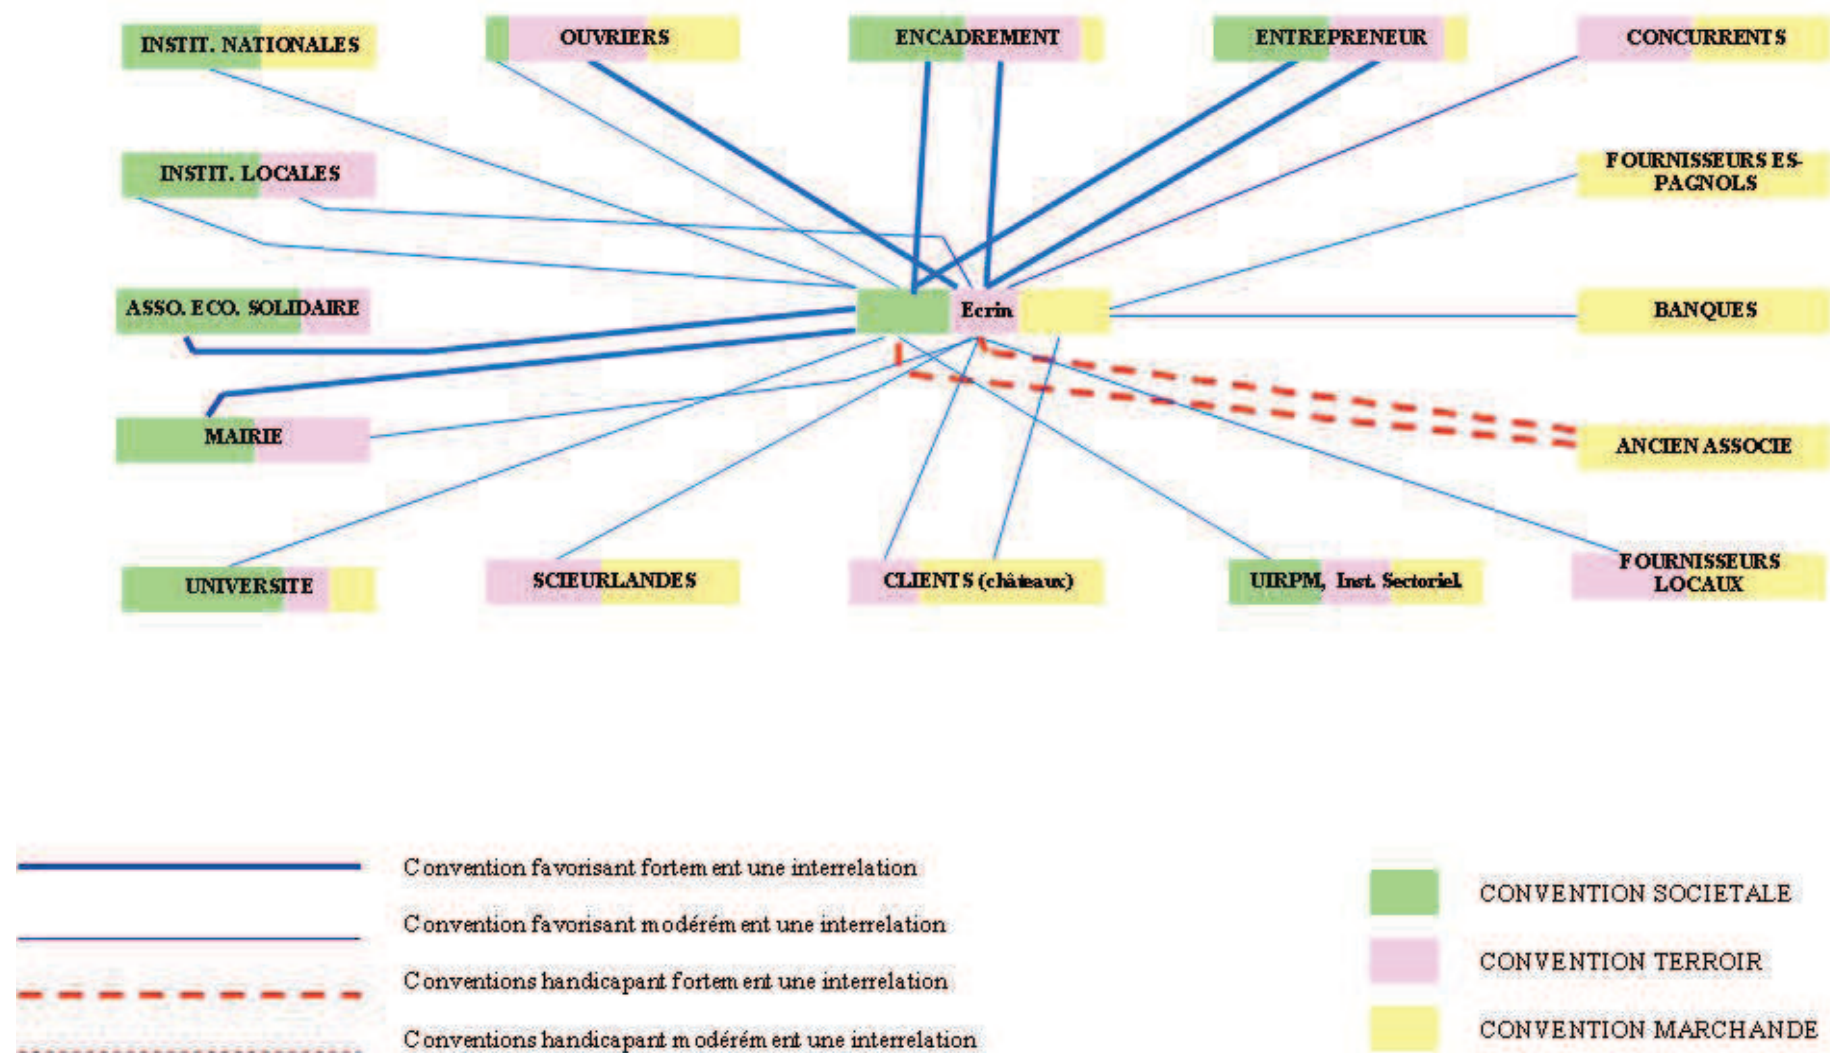 INSTIT. NATIONALES
OUVRIERS
ENCADREMENT
ENTREPRENEUR
CONCURRENTS
INSTIT. LOCALES
FOURNISSEURS ES-
PAGNOLS
ASSO. ECO. SOLIDAIRE
Ecrin
BANQUES
MAIRIE
ANCIEN ASSOCIE
UNIVERSITE
SCIEURLANDES
CLIENTS (châteaux)
UIRPM, Inst. Sectoriel.
FOURNISSEURS
LOCAUX
Convention favorisant fortement une interrelation
Convention favorisant modérément une interrelation
Conventions handicapant fortement une interrelation
Conventions handicapant modérément une interrelation
CONVENTION SOCIETALE
CONVENTION TERROIR
CONVENTION MARCHANDE